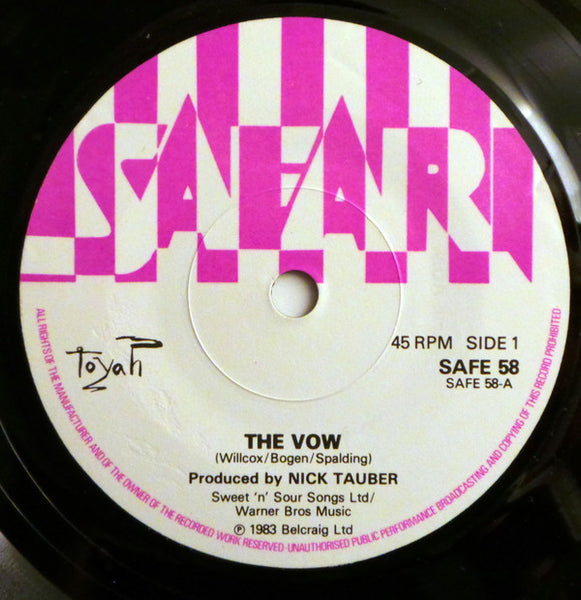 SAFARI
toyah
45 RPM SIDE 1
SAFE 58
SAFE 58-A
THE VOW
(Willcox/Bogen/Spalding)
Produced by NICK TAUBER
Sweet 'n' Sour Songs Ltd/
Warner Bros Music
℗ 1983 Belcraig Ltd
ALL RIGHTS OF THE MANUFACTURER AND OF THE OWNER OF THE RECORDED WORK RESERVED · UNAUTHORISED PUBLIC PERFORMANCE BROADCASTING AND COPYING OF THIS RECORD PROHIBITED